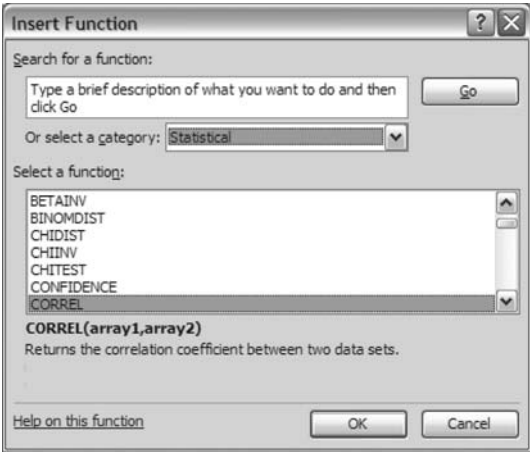 Insert Function
Search for a function:
Type a brief description of what you want to do and then
click Go
Go
Or select a category: Statistical
Select a function:
BETAINV
BINOMDIST
CHIDIST
CHIINV
CHITEST
CONFIDENCE
CORREL
CORREL(array1,array2)
Returns the correlation coefficient between two data sets.
Help on this function
OK
Cancel